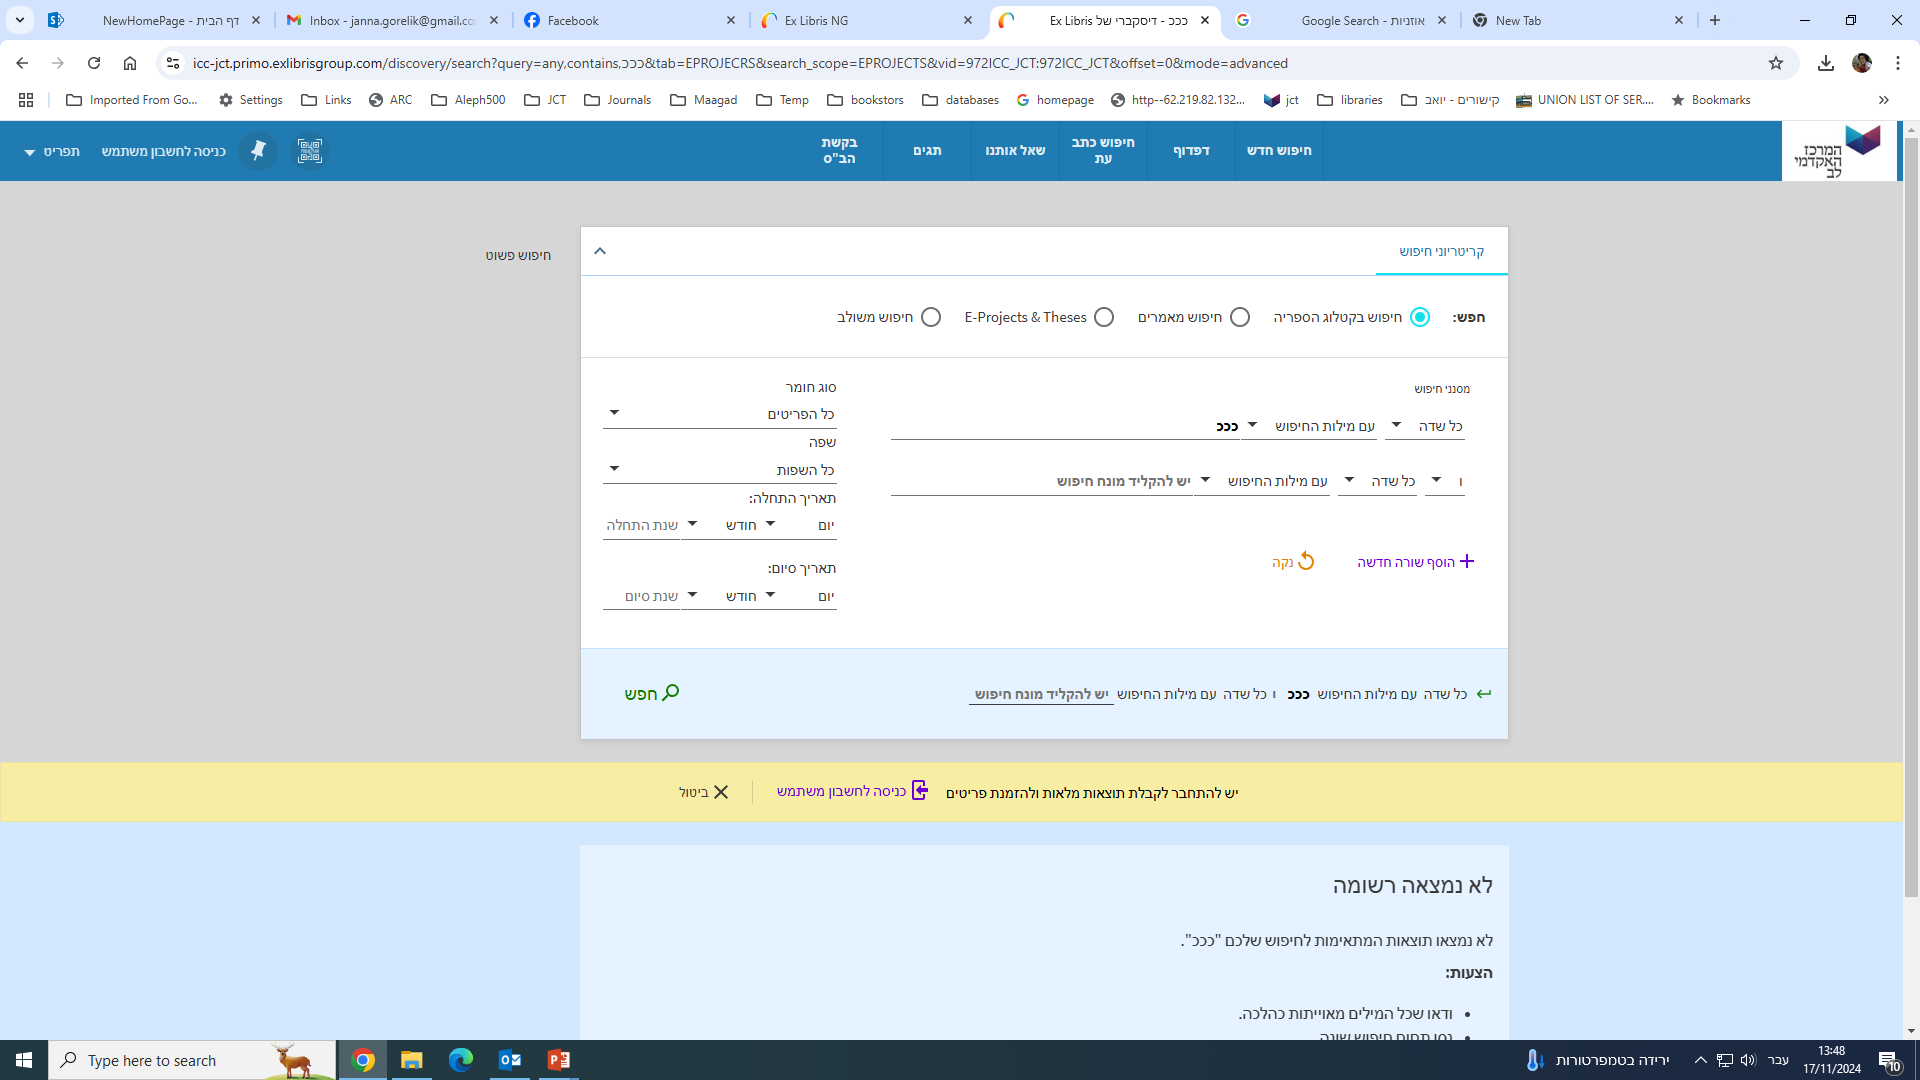 NewHomePage - דף הבית
Inbox - janna.gorelik@gmail.co
Facebook
Ex Libris NG
כככ - דיסקברי של Ex Libris
אוזניות - Google Search
New Tab
icc-jct.primo.exlibrisgroup.com/discovery/search?query=any,contains,כככ&tab=EPROJECRS&search_scope=EPROJECTS&vid=972ICC_JCT:972ICC_JCT&offset=0&mode=advanced
Imported From Go...
Settings
Links
ARC
Aleph500
JCT
Journals
Maagad
Temp
bookstors
databases
homepage
http--62.219.82.132...
jct
libraries
קישורים - יואב
UNION LIST OF SER....
Bookmarks
המרכז
האקדמי
לב
חיפוש חדש
דפדוף
חיפוש כתב
עת
שאל אותנו
תגים
בקשת
הב"ס
כניסה לחשבון משתמש
תפריט
קריטריוני חיפוש
חיפוש פשוט
חפש:
חיפוש בקטלוג הספריה
חיפוש מאמרים
E-Projects & Theses
חיפוש משולב
מסנני חיפוש
כל שדה
עם מילות החיפוש
כככ
ו
כל שדה
עם מילות החיפוש
יש להקליד מונח חיפוש
הוסף שורה חדשה
נקה
סוג חומר
כל הפריטים
שפה
כל השפות
תאריך התחלה:
יום
חודש
שנת התחלה
תאריך סיום:
יום
חודש
שנת סיום
כל שדה עם מילות החיפוש כככ ו כל שדה עם מילות החיפוש יש להקליד מונח חיפוש
חפש
יש להתחבר לקבלת תוצאות מלאות ולהזמנת פריטים
כניסה לחשבון משתמש
ביטול
לא נמצאה רשומה
לא נמצאו תוצאות המתאימות לחיפוש שלכם "כככ".
הצעות:
ודאו שכל המילים מאוייתות כהלכה.
נסו תחום חיפוש שונה
Type here to search
ירידה בטמפרטורות
עבר
13:48
17/11/2024
10